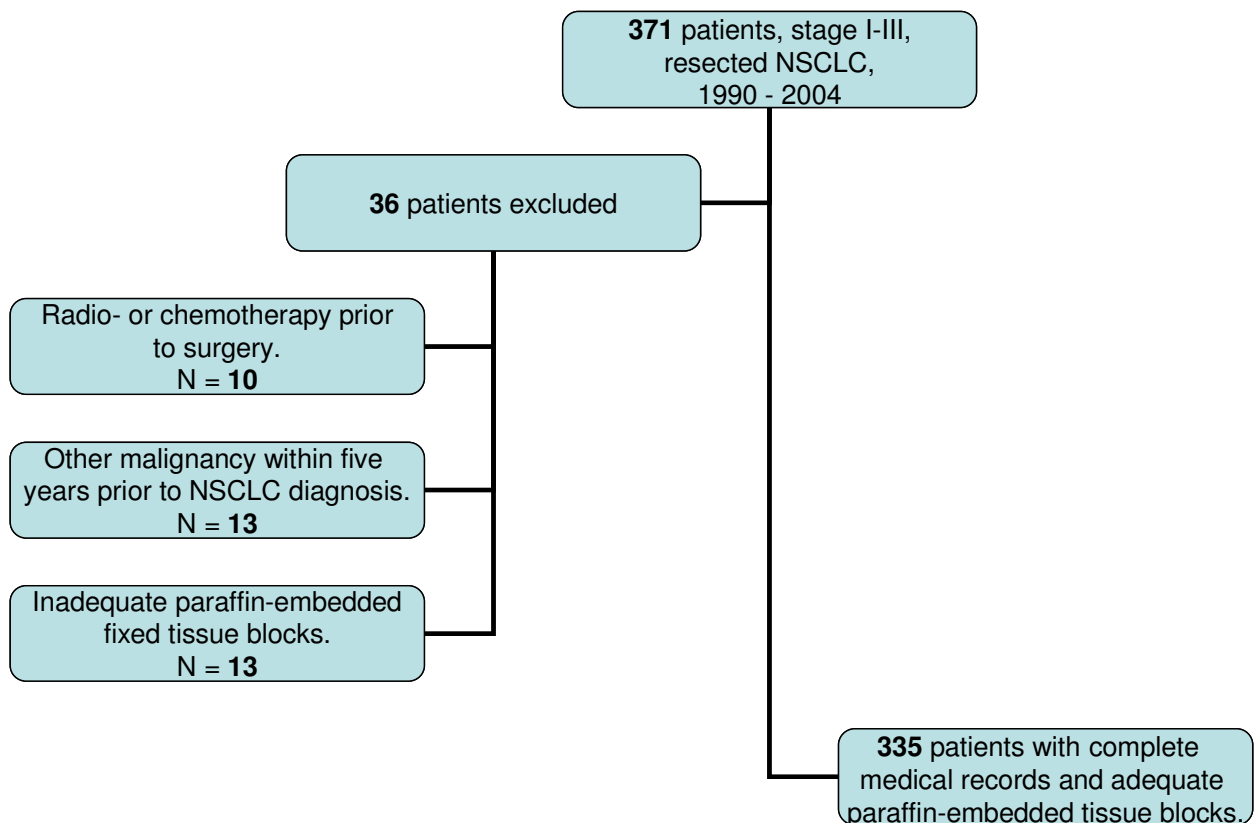 371 patients, stage I-III,
resected NSCLC,
1990 - 2004
36 patients excluded
Radio- or chemotherapy prior
to surgery.
N = 10
Other malignancy within five
years prior to NSCLC diagnosis.
N = 13
Inadequate paraffin-embedded
fixed tissue blocks.
N = 13
335 patients with complete
medical records and adequate
paraffin-embedded tissue blocks.